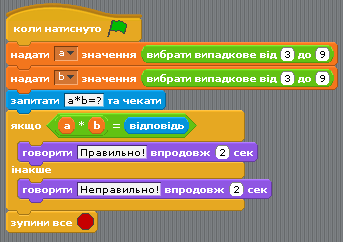 коли натиснуто
надати a значення вибрати випадкове від 3 до 9
надати b значення вибрати випадкове від 3 до 9
запитати a*b=? та чекати
якщо a * b = відповідь
говорити Правильно! впродовж 2 сек
інакше
говорити Неправильно! впродовж 2 сек
зупини все